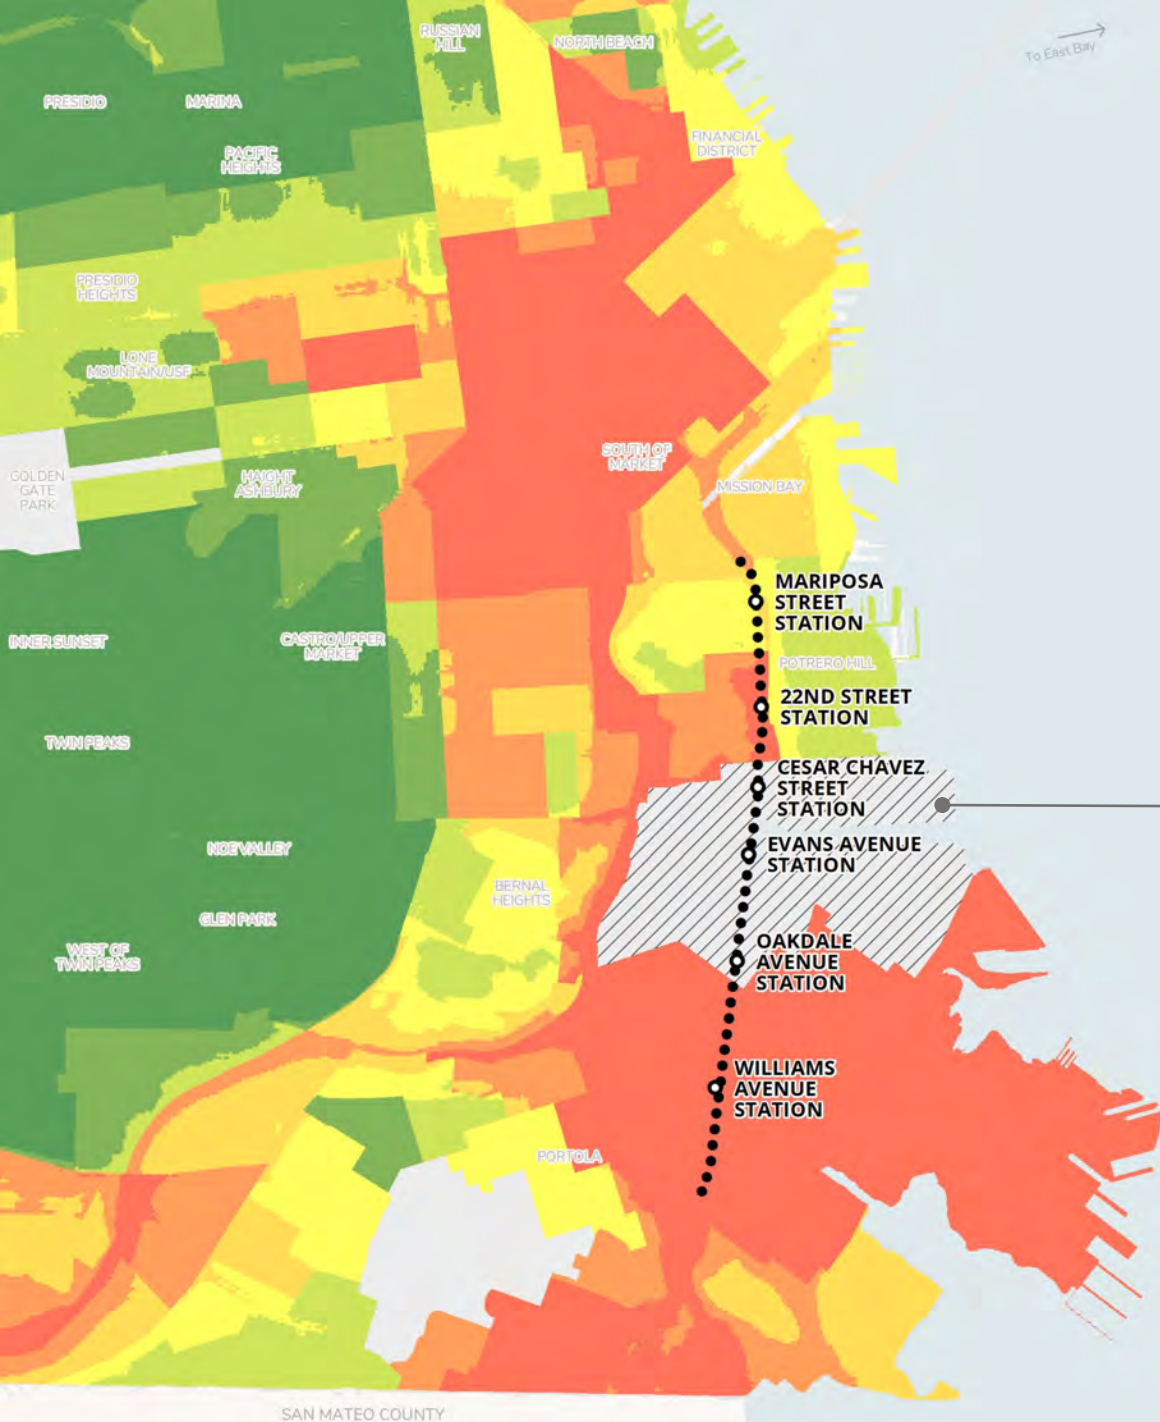 RUSSIAN
HILL
NORTH BEACH
To East Bay
PRESIDIO
MARINA
FINANCIAL
DISTRICT
PACIFIC
HEIGHTS
PRESIDIO
HEIGHTS
LONE
MOUNTAIN/USF
SOUTH OF
MARKET
GOLDEN
GATE
PARK
HAIGHT
ASHBURY
MISSION BAY
MARIPOSA
STREET
STATION
INNER SUNSET
CASTRO/UPPER
MARKET
POTRERO HILL
22ND STREET
STATION
TWIN PEAKS
CESAR CHAVEZ
STREET
STATION
EVANS AVENUE
STATION
NOE VALLEY
BERNAL
HEIGHTS
GLEN PARK
WEST OF
TWIN PEAKS
OAKDALE
AVENUE
STATION
WILLIAMS
AVENUE
STATION
PORTOLA
SAN MATEO COUNTY